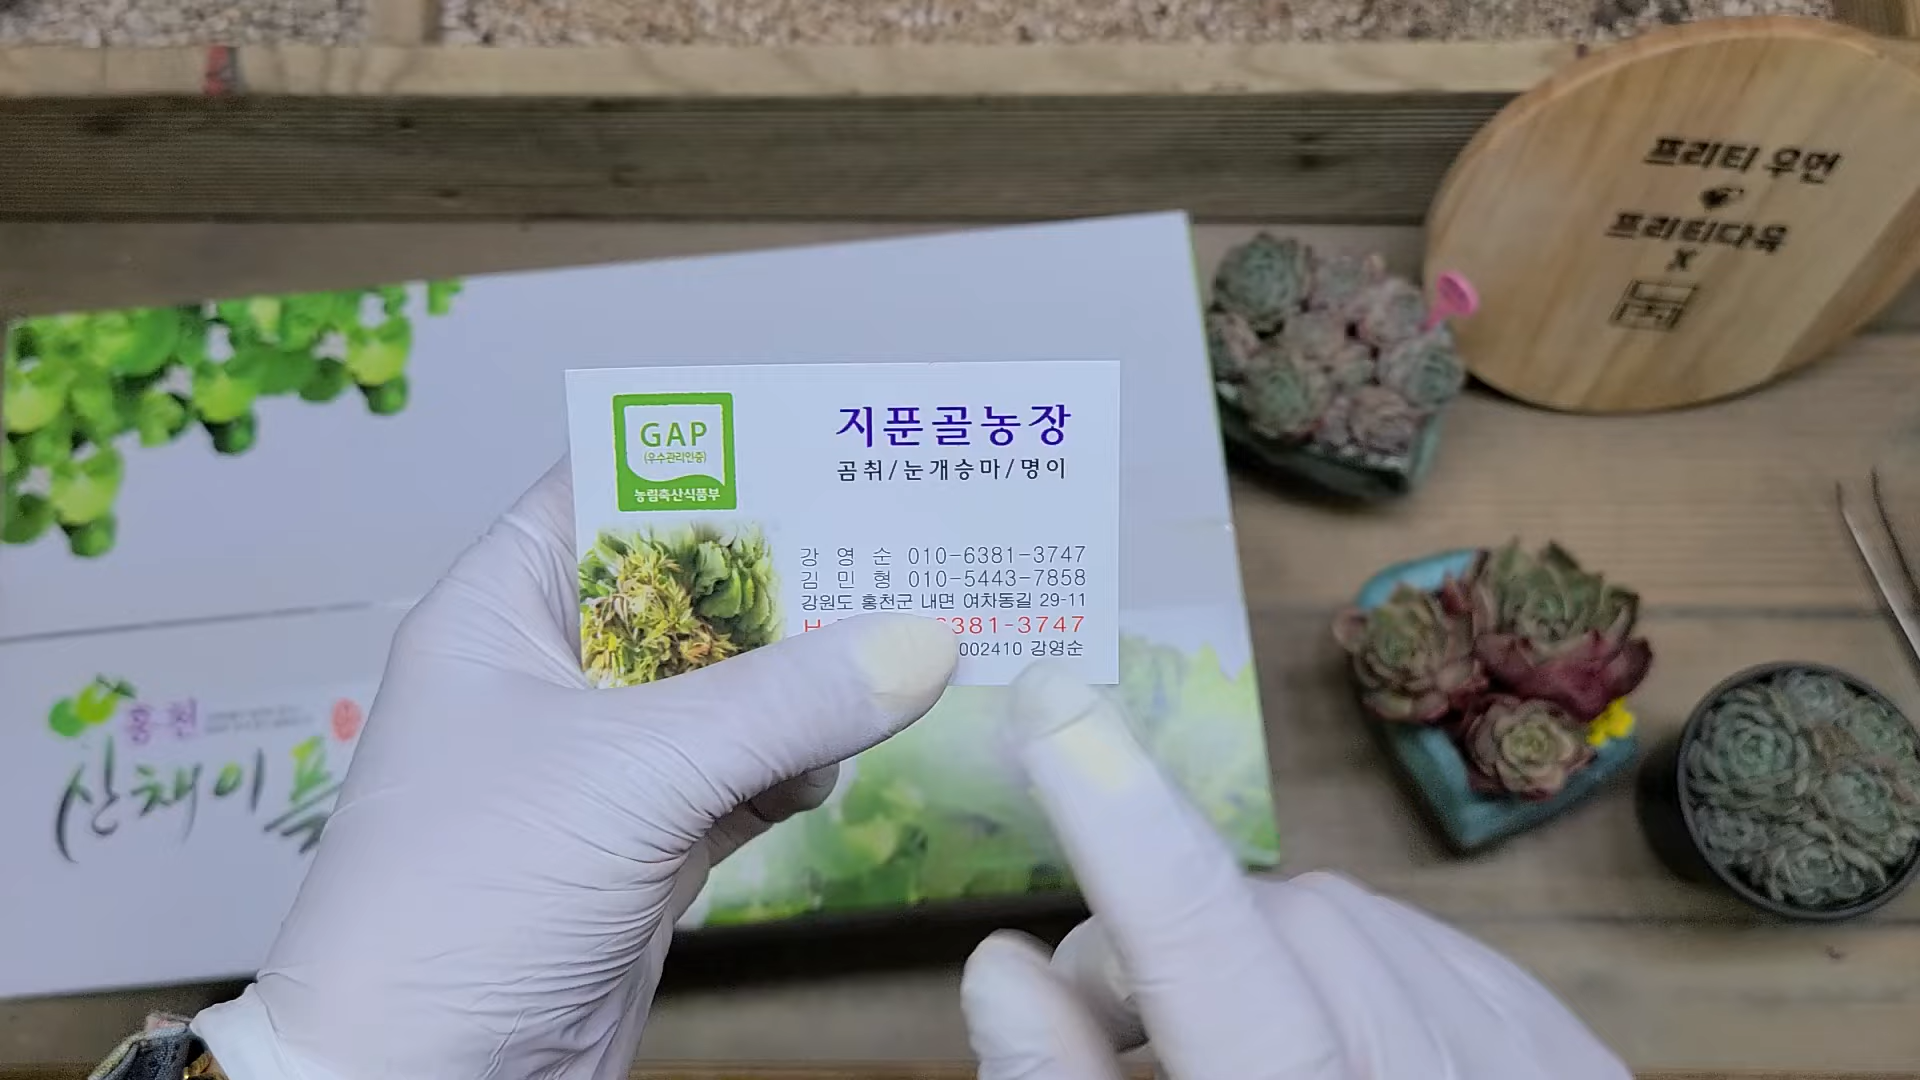 프리티 우먼
프리티다육
X
GAP
(우수관리인증)
농림축산식품부
지푼골농장
곰취/눈개승마/명이
강영순 010-6381-3747
김민형 010-5443-7858
강원도 홍천군 내면 여차동길 29-11
H 6381-3747
002410 강영순
홍천
산채이